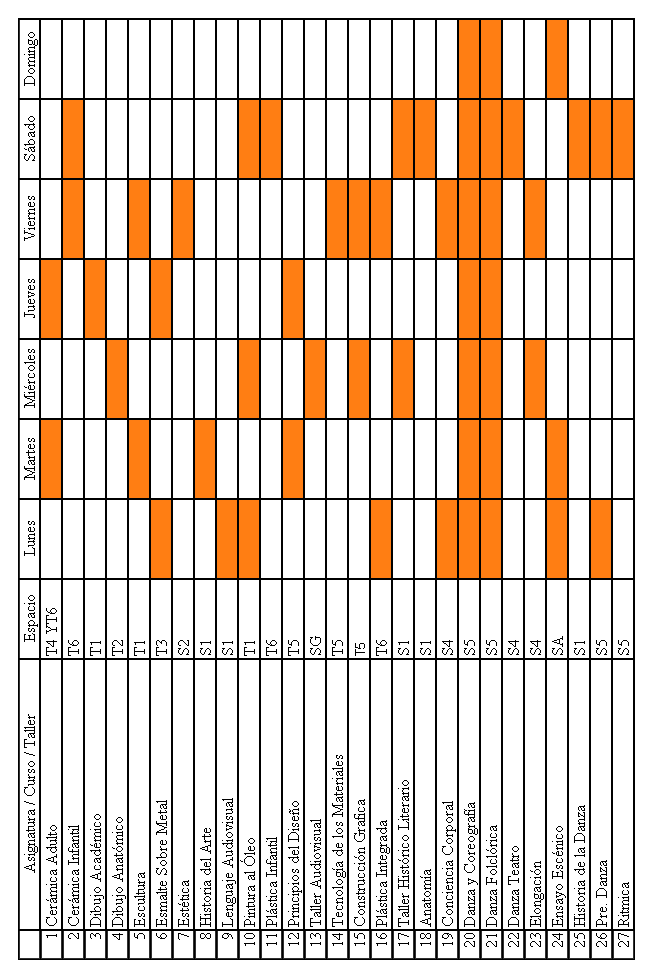 Asignatura / Curso / Taller Espacio Lunes Martes Miércoles Jueves Viernes Sábado Domingo
1 Cerámica Adulto T4 YT6
2 Cerámica Infantil T6
3 Dibujo Académico T1
4 Dibujo Anatómico T2
5 Escultura T1
6 Esmalte Sobre Metal T3
7 Estética S2
8 Historia del Arte S1
9 Lenguaje Audiovisual S1
10 Pintura al Óleo T1
11 Plástica Infantil T6
12 Principios del Diseño T5
13 Taller Audiovisual SG
14 Tecnología de los Materiales T5
15 Construcción Grafica T5
16 Plástica Integrada T6
17 Taller Histórico Literario S1
18 Anatomía S1
19 Conciencia Corporal S4
20 Danza y Coreografía S5
21 Danza Folclórica S5
22 Danza Teatro S4
23 Elongación S4
24 Ensayo Escénico SA
25 Historia de la Danza S1
26 Pre. Danza S5
27 Rítmica S5